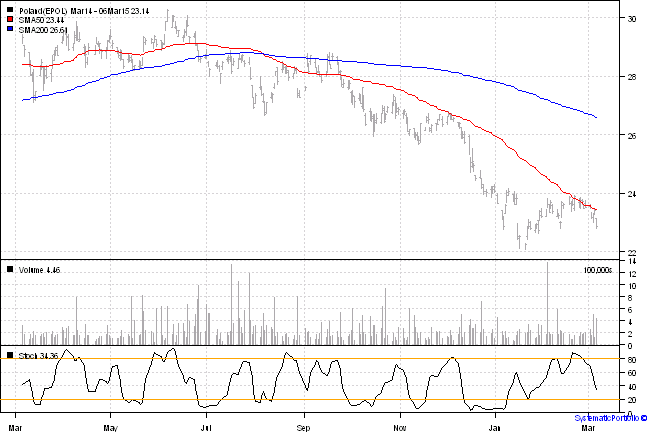 Poland(EPOL) Mar14 - 06Mar15 23.14
SMA50 23.44
SMA200 26.61
30
28
26
24
22
Volume 4.46
100,000s
14
12
10
8
6
4
2
0
Stoch 34.36
80
60
40
20
0
SystematicPortfolio ©
Mar
May
Jul
Sep
Nov
Jan
Mar